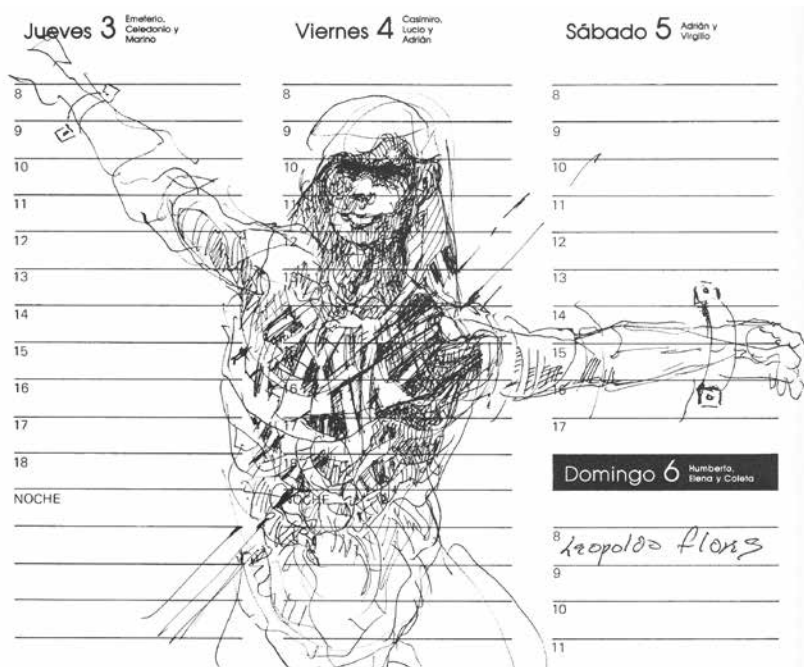 Jueves 3 Emeterio,
Celedonio y
Marino
8
9
10
11
12
13
14
15
16
17
18
NOCHE
Viernes 4 Casimiro,
Lucio y
Adrián
8
9
10
11
12
13
16
17
18
NOCHE
Sábado 5 Adrián y
Virgilio
8
9
10
11
12
13
14
15
16
17
Domingo 6 Humberto,
Elena y Coleta
8 Leopoldo flores
9
10
11